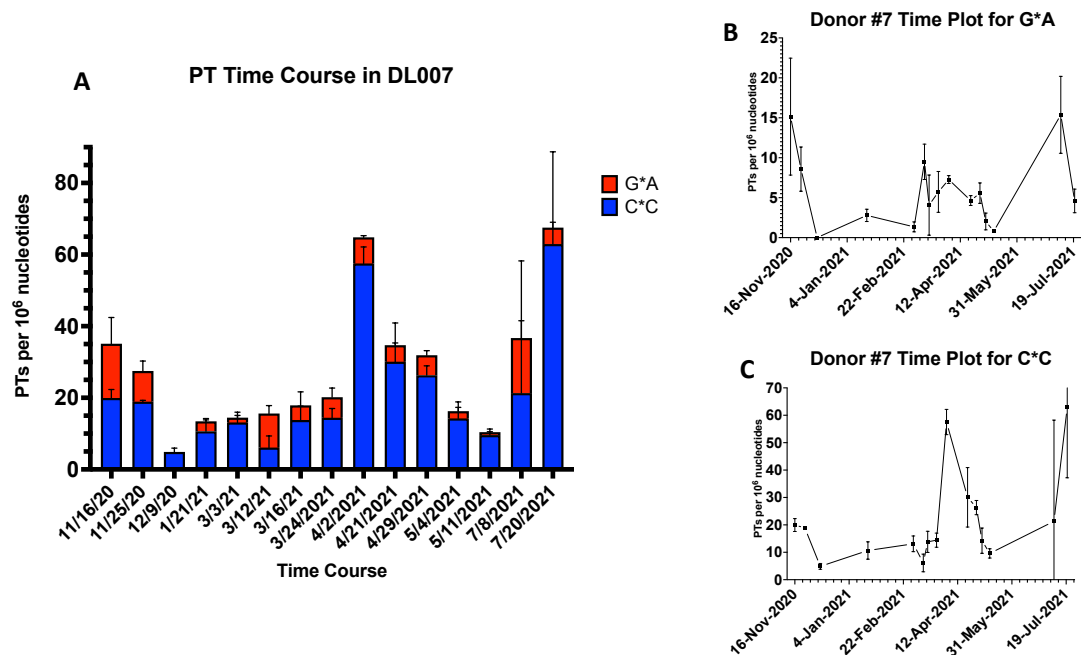 A
PT Time Course in DL007
PTs per 10⁶ nucleotides
80
60
40
20
0
11/16/20
11/25/20
12/9/20
1/21/21
3/3/21
3/12/21
3/16/21
3/24/2021
4/2/2021
4/21/2021
4/29/2021
5/4/2021
5/11/2021
7/8/2021
7/20/2021
Time Course
G*A
C*C
B
Donor #7 Time Plot for G*A
PTs per 10⁶ nucleotides
25
20
15
10
5
0
16-Nov-2020
4-Jan-2021
22-Feb-2021
12-Apr-2021
31-May-2021
19-Jul-2021
C
Donor #7 Time Plot for C*C
PTs per 10⁶ nucleotides
70
60
50
40
30
20
10
0
16-Nov-2020
4-Jan-2021
22-Feb-2021
12-Apr-2021
31-May-2021
19-Jul-2021